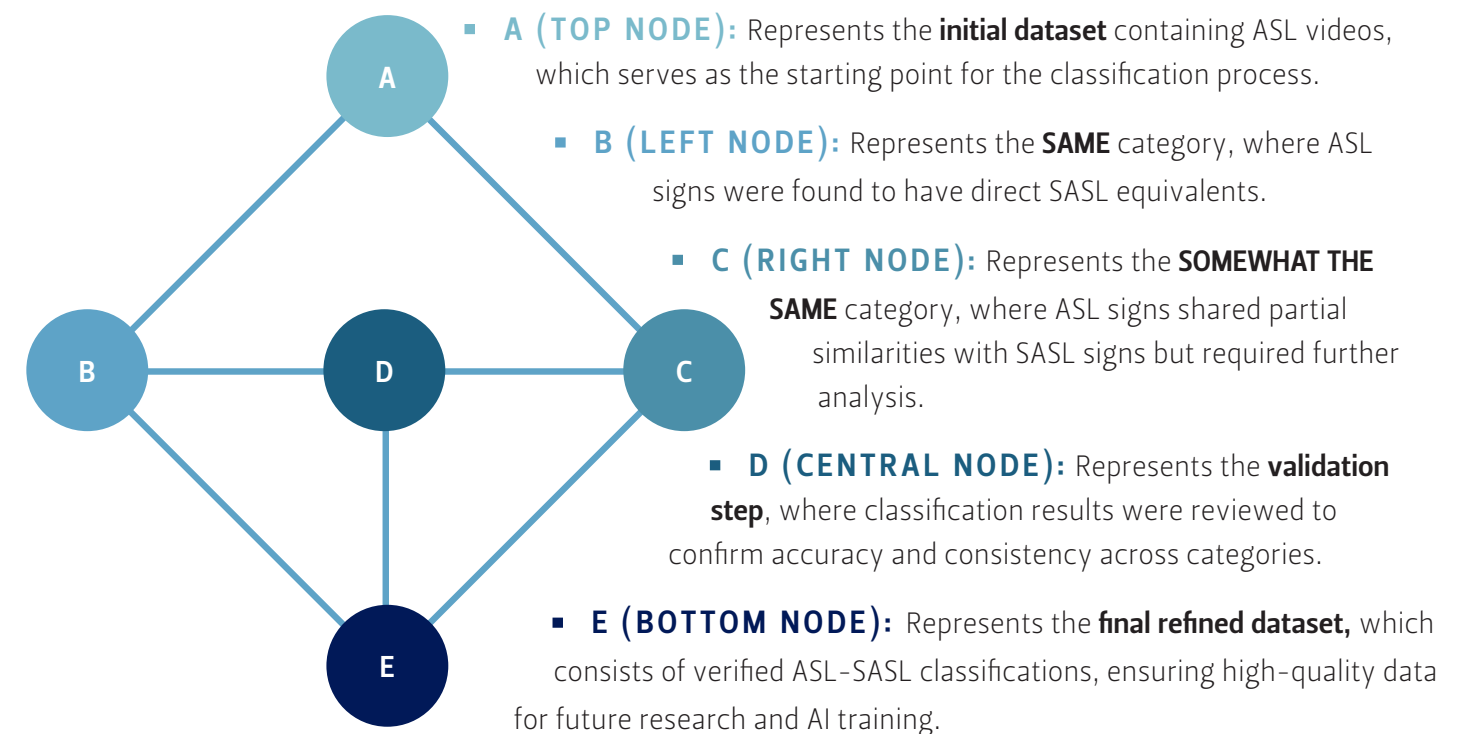 A
▪ A (TOP NODE): Represents the initial dataset containing ASL videos,
which serves as the starting point for the classification process.
▪ B (LEFT NODE): Represents the SAME category, where ASL
signs were found to have direct SASL equivalents.
▪ C (RIGHT NODE): Represents the SOMEWHAT THE
SAME category, where ASL signs shared partial
similarities with SASL signs but required further
analysis.
B
D
C
▪ D (CENTRAL NODE): Represents the validation
step, where classification results were reviewed to
confirm accuracy and consistency across categories.
▪ E (BOTTOM NODE): Represents the final refined dataset, which
consists of verified ASL-SASL classifications, ensuring high-quality data
for future research and AI training.
E